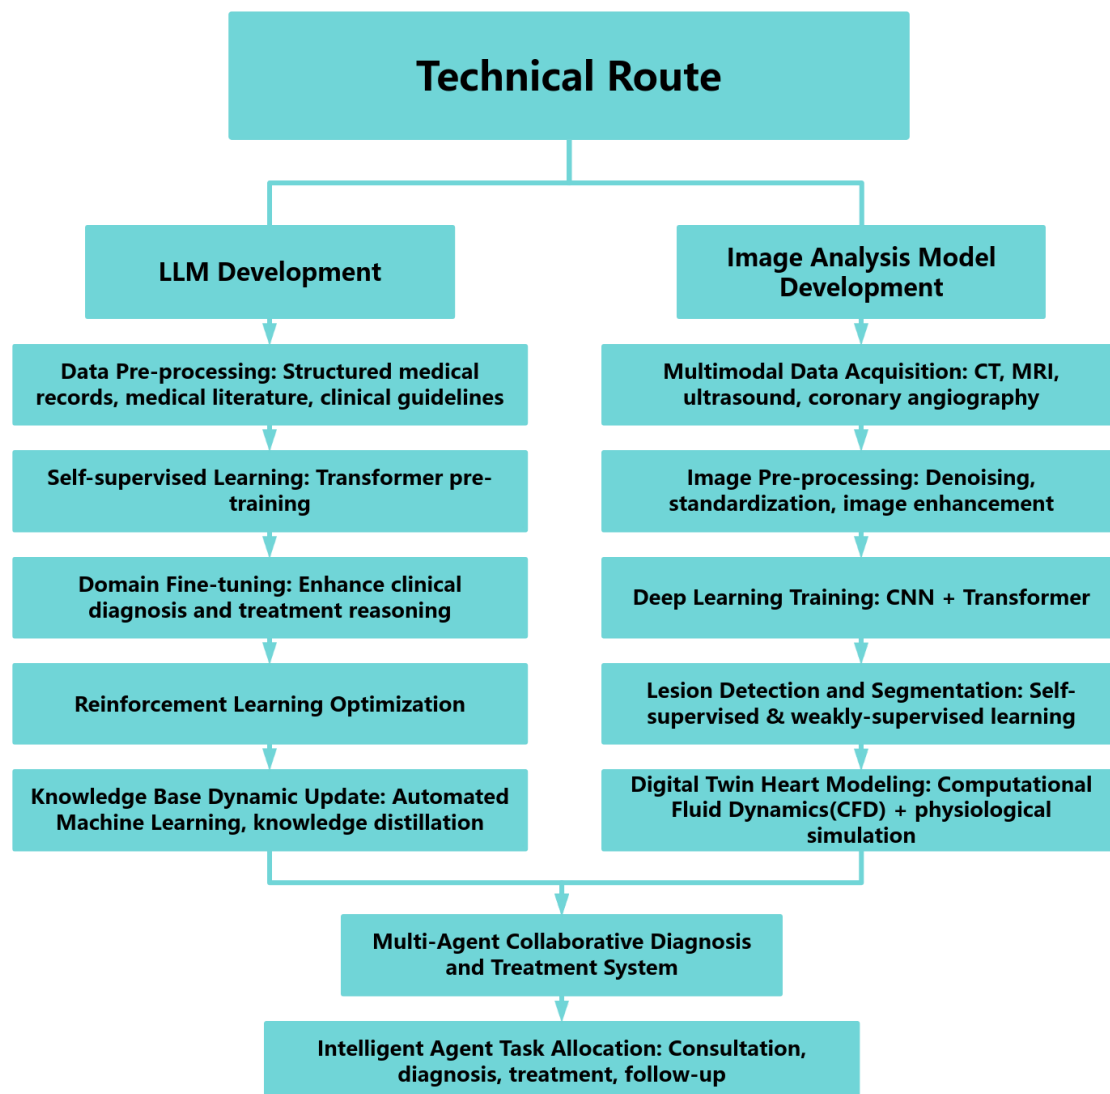 Technical Route
LLM Development
Data Pre-processing: Structured medical
records, medical literature, clinical guidelines
Self-supervised Learning: Transformer pre-
training
Domain Fine-tuning: Enhance clinical
diagnosis and treatment reasoning
Reinforcement Learning Optimization
Knowledge Base Dynamic Update: Automated
Machine Learning, knowledge distillation
Image Analysis Model
Development
Multimodal Data Acquisition: CT, MRI,
ultrasound, coronary angiography
Image Pre-processing: Denoising,
standardization, image enhancement
Deep Learning Training: CNN + Transformer
Lesion Detection and Segmentation: Self-
supervised & weakly-supervised learning
Digital Twin Heart Modeling: Computational
Fluid Dynamics(CFD) + physiological
simulation
Multi-Agent Collaborative Diagnosis
and Treatment System
Intelligent Agent Task Allocation: Consultation,
diagnosis, treatment, follow-up